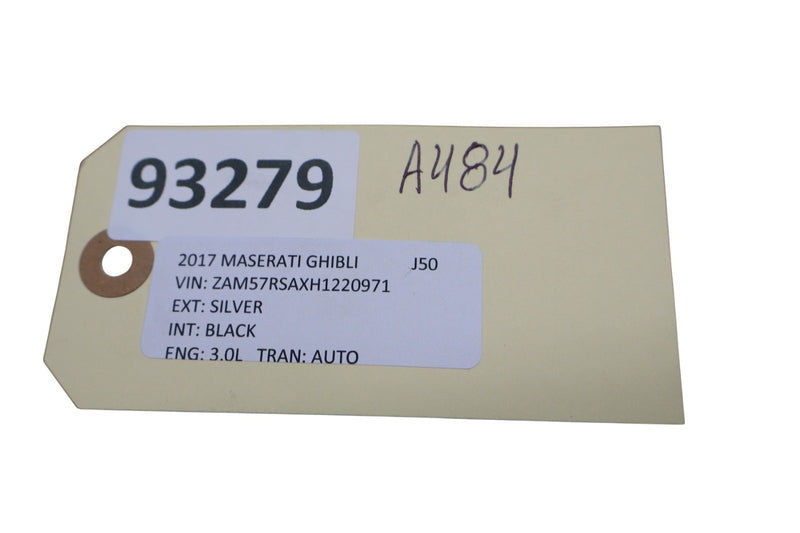 93279
A484
2017 MASERATI GHIBLI J50
VIN: ZAM57RSAXH1220971
EXT: SILVER
INT: BLACK
ENG: 3.0L TRAN: AUTO